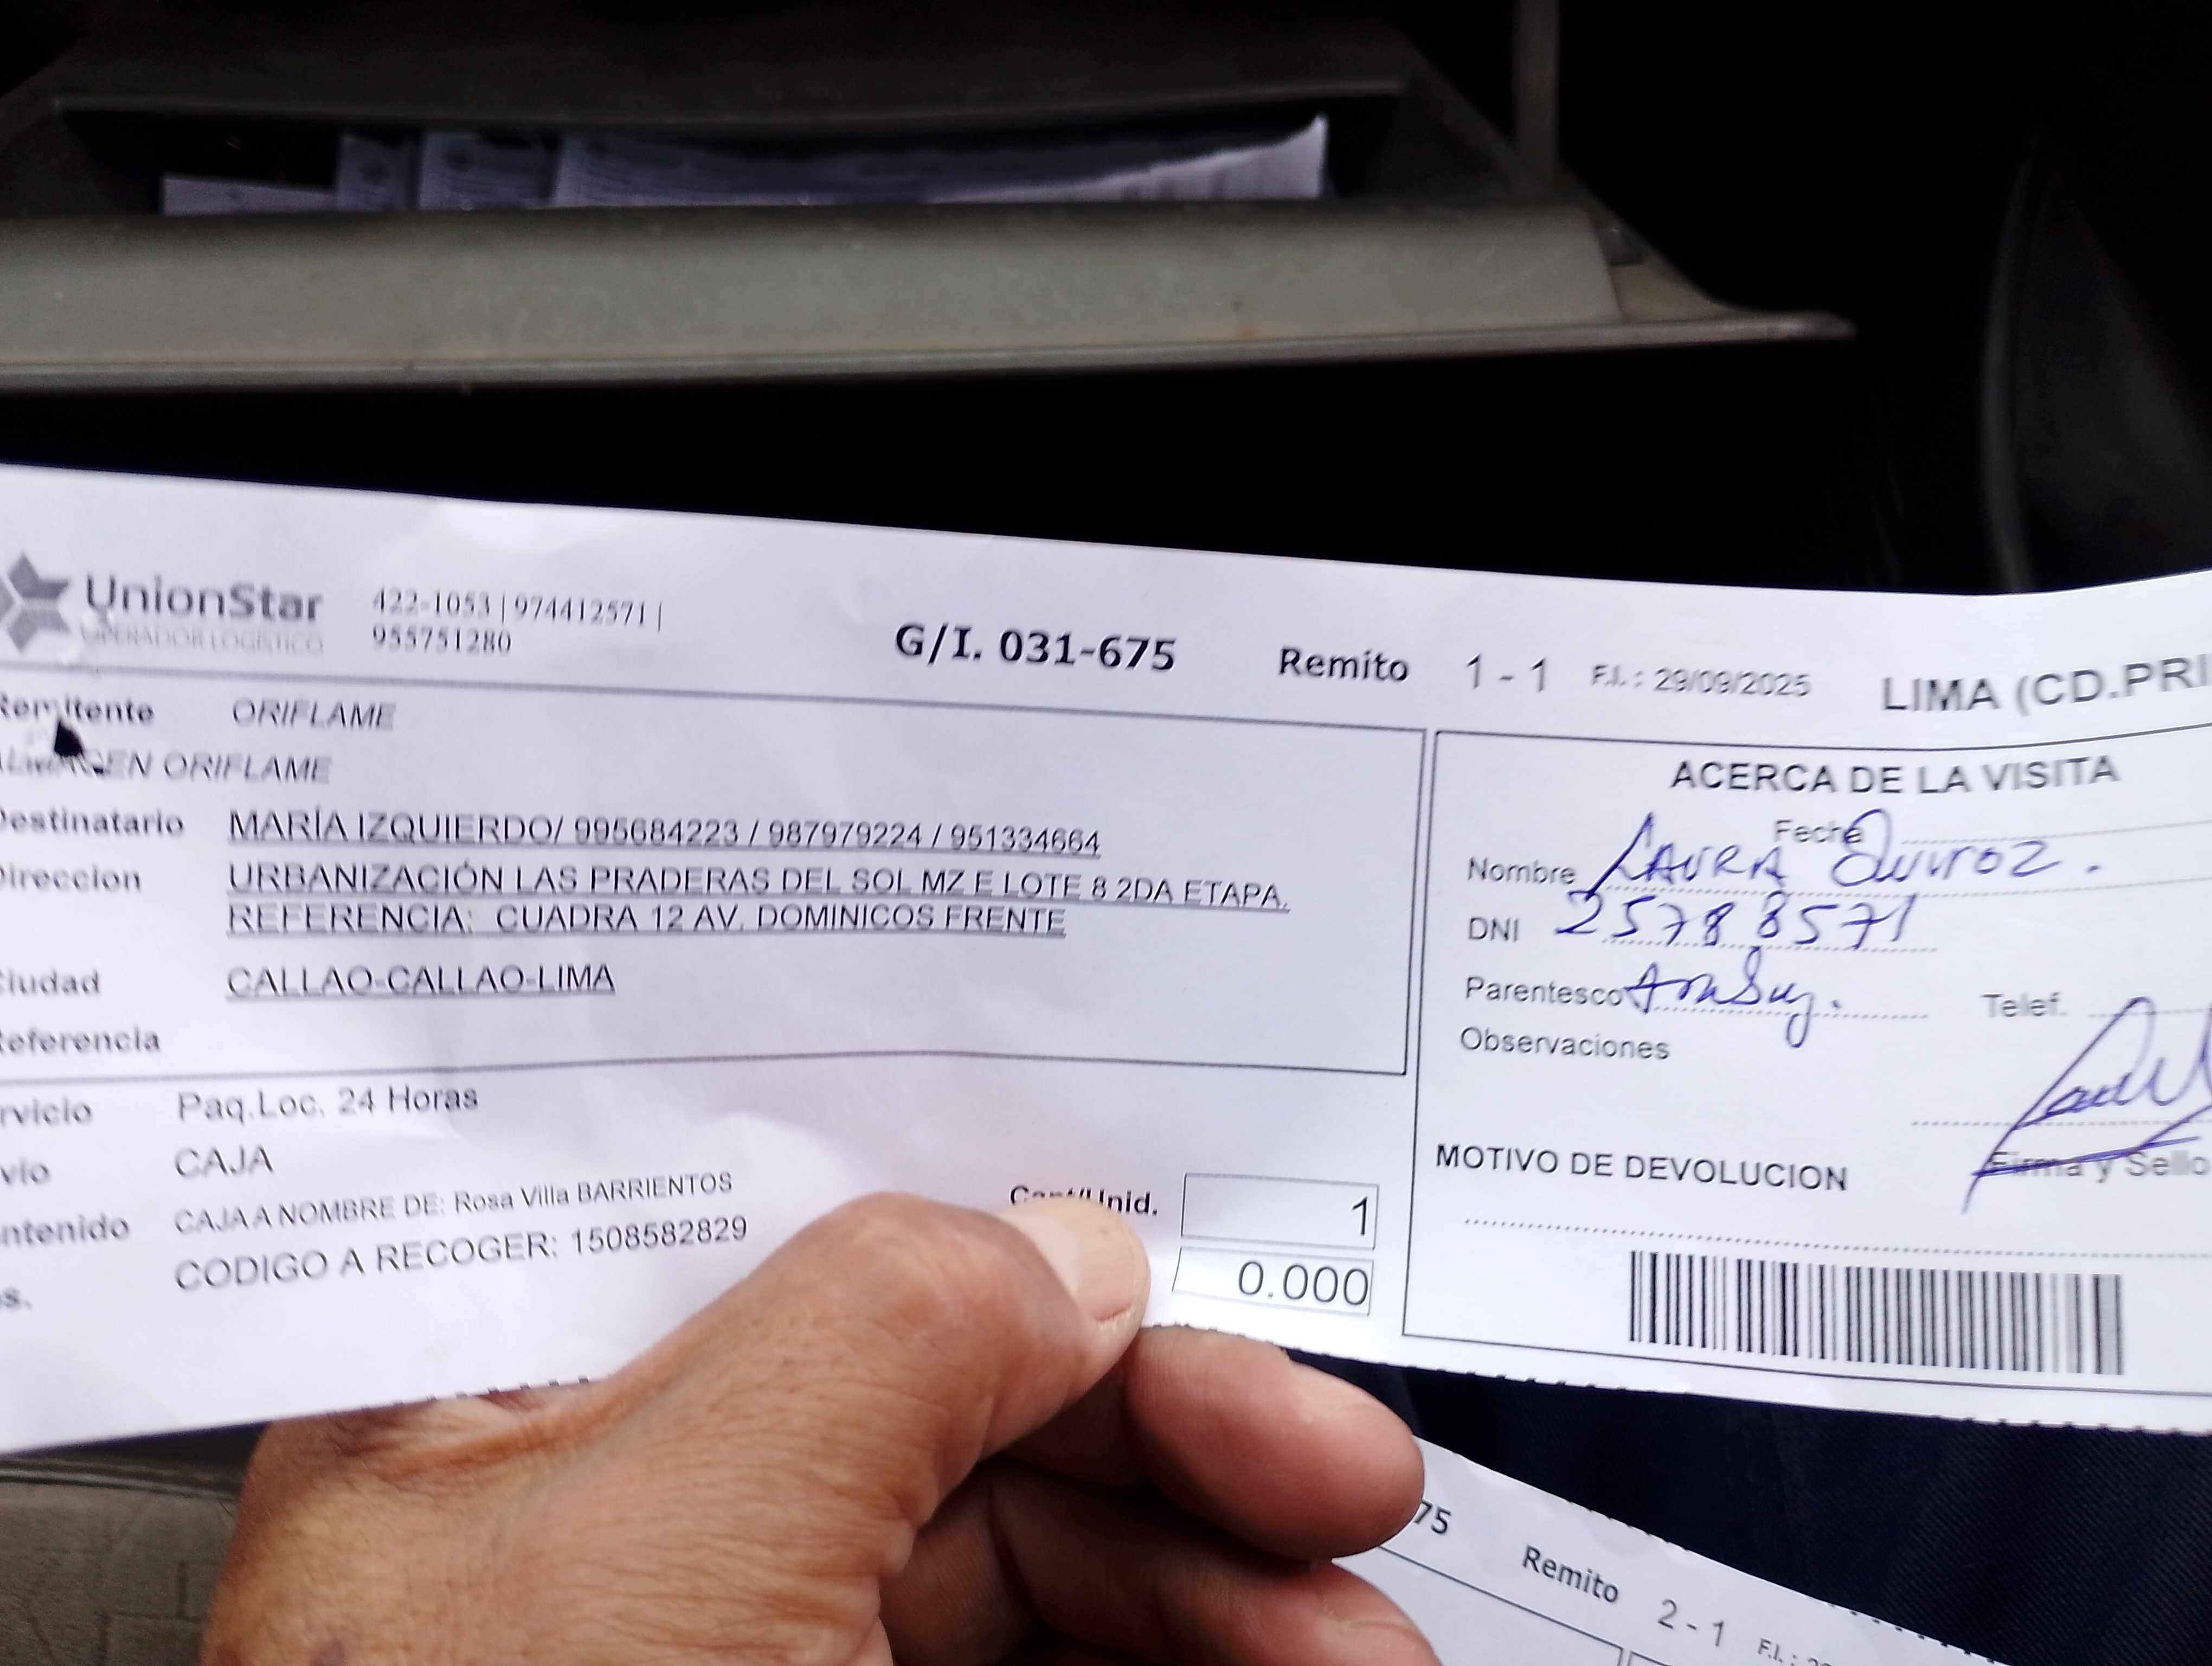 UnionStar
OPERADOR LOGÍSTICO
422-1053 | 974412571 |
955751280
G/I. 031-675
Remito 1 - 1
F.I. : 29/09/2025
LIMA (CD.PRI
Remitente ORIFLAME
ALMACEN ORIFLAME
Destinatario MARÍA IZQUIERDO/ 995684223 / 987979224 / 951334664
Direccion URBANIZACIÓN LAS PRADERAS DEL SOL MZ E LOTE 8 2DA ETAPA.
REFERENCIA: CUADRA 12 AV. DOMINICOS FRENTE
Ciudad CALLAO-CALLAO-LIMA
Referencia
rvicio Paq.Loc. 24 Horas
vio CAJA
ntenido CAJA A NOMBRE DE: Rosa Villa BARRIENTOS
s. CODIGO A RECOGER: 1508582829
Cant/Unid. 1
0.000
ACERCA DE LA VISITA
Fecha
Nombre LAURA Quiroz.
DNI 25788571
Parentesco
Telef.
Observaciones
Firma y Sello
MOTIVO DE DEVOLUCION
75 Remito 2 - 1 F.I. :